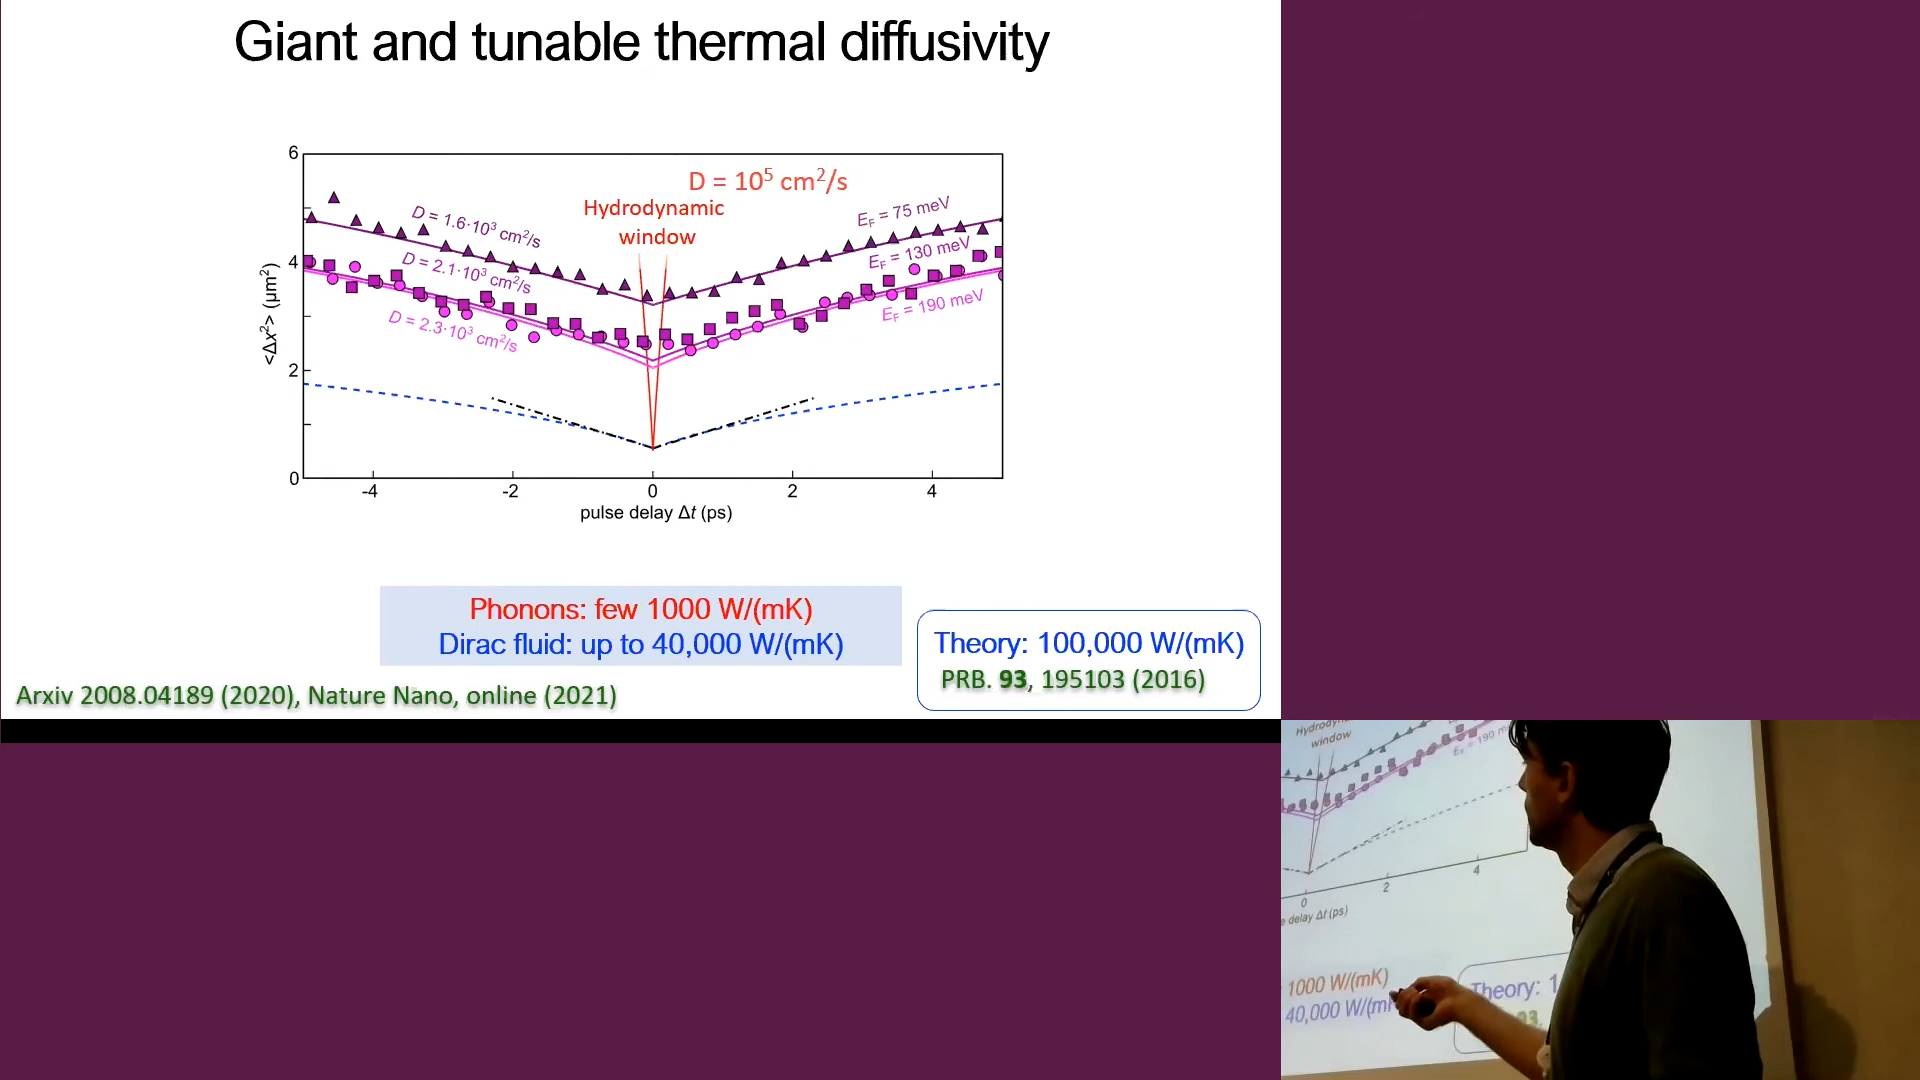 Giant and tunable thermal diffusivity
6
4
2
0
<Δx²> (μm²)
D = 10⁵ cm²/s
Hydrodynamic
window
D = 1.6·10³ cm²/s
D = 2.1·10³ cm²/s
D = 2.3·10³ cm²/s
E_F = 75 meV
E_F = 130 meV
E_F = 190 meV
-4
-2
0
2
4
pulse delay Δt (ps)
Phonons: few 1000 W/(mK)
Dirac fluid: up to 40,000 W/(mK)
Theory: 100,000 W/(mK)
PRB. 93, 195103 (2016)
Arxiv 2008.04189 (2020), Nature Nano, online (2021)
window
0
2
4
delay Δt (ps)
1000 W/(mK)
40,000 W/(m
Theory: 1
93,